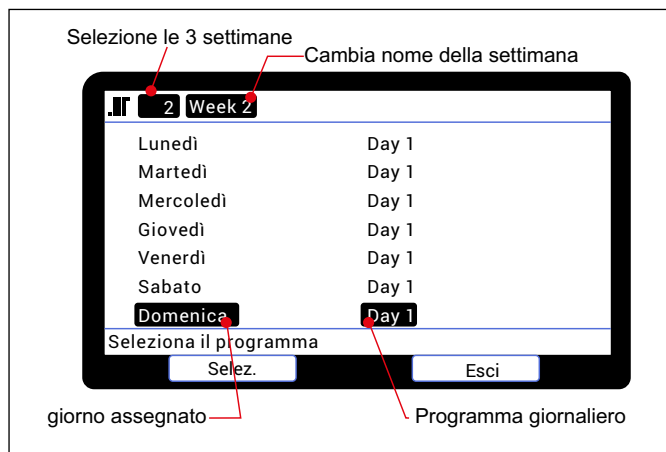 Selezione le 3 settimane
Cambia nome della settimana
2 Week 2
Lunedì Day 1
Martedì Day 1
Mercoledì Day 1
Giovedì Day 1
Venerdì Day 1
Sabato Day 1
Domenica Day 1
Seleziona il programma
Selez. Esci
giorno assegnato Programma giornaliero